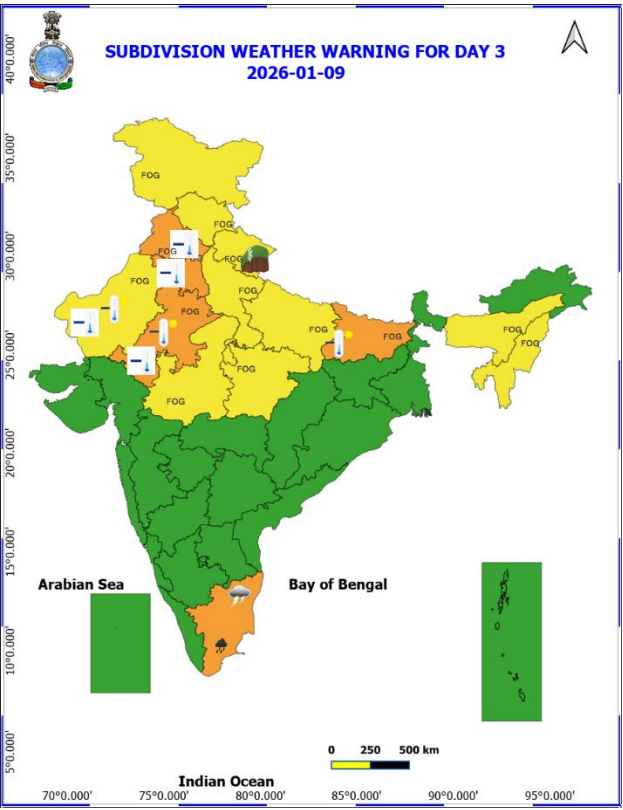 SUBDIVISION WEATHER WARNING FOR DAY 3
2026-01-09
40°0.000'
35°0.000'
30°0.000'
25°0.000'
20°0.000'
15°0.000'
10°0.000'
5°0.000'
FOG
FOG
FOG
FOG
FOG
FOG
FOG
FOG
FOG
FOG
FOG
FOG
FOG
FOG
Arabian Sea
Bay of Bengal
0 250 500 km
Indian Ocean
70°0.000' 75°0.000' 80°0.000' 85°0.000' 90°0.000' 95°0.000'